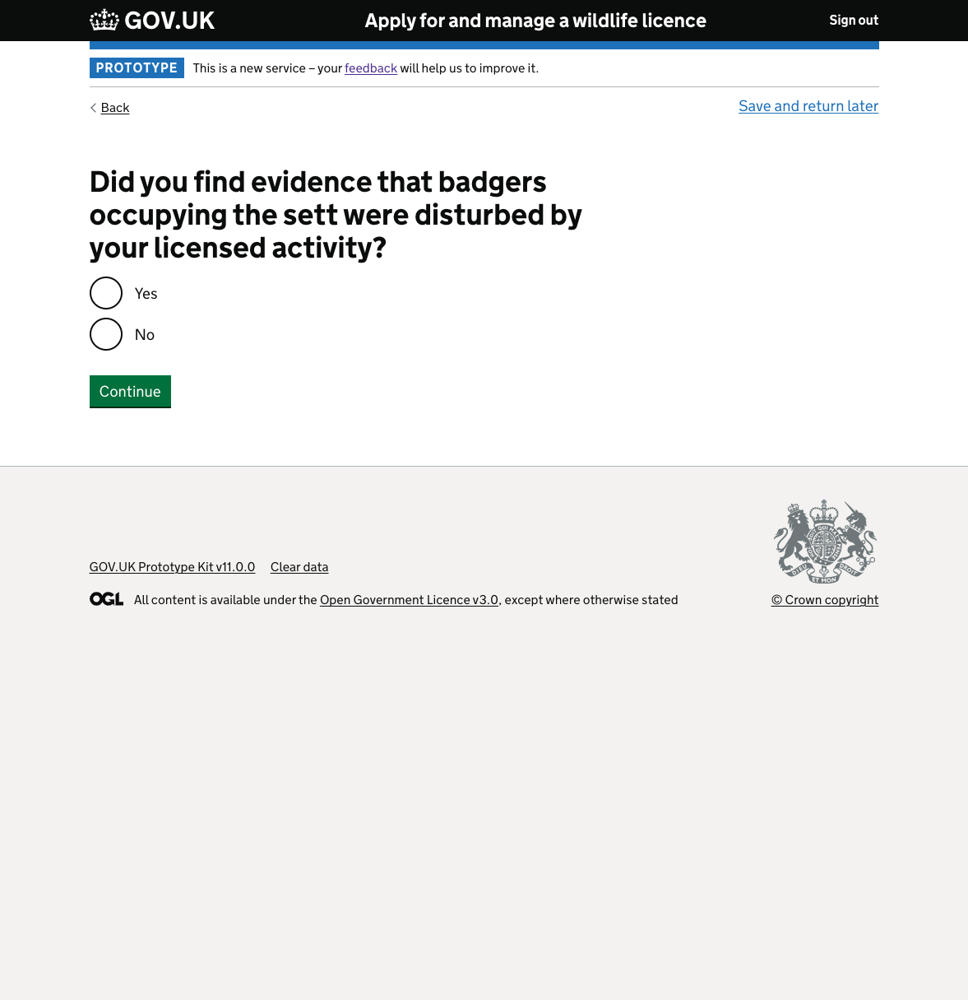 GOV.UK Apply for and manage a wildlife licence Sign out
PROTOTYPE This is a new service – your feedback will help us to improve it.
Back Save and return later
Did you find evidence that badgers
occupying the sett were disturbed by
your licensed activity?
Yes
No
Continue
GOV.UK Prototype Kit v11.0.0 Clear data
OGL All content is available under the Open Government Licence v3.0, except where otherwise stated
© Crown copyright